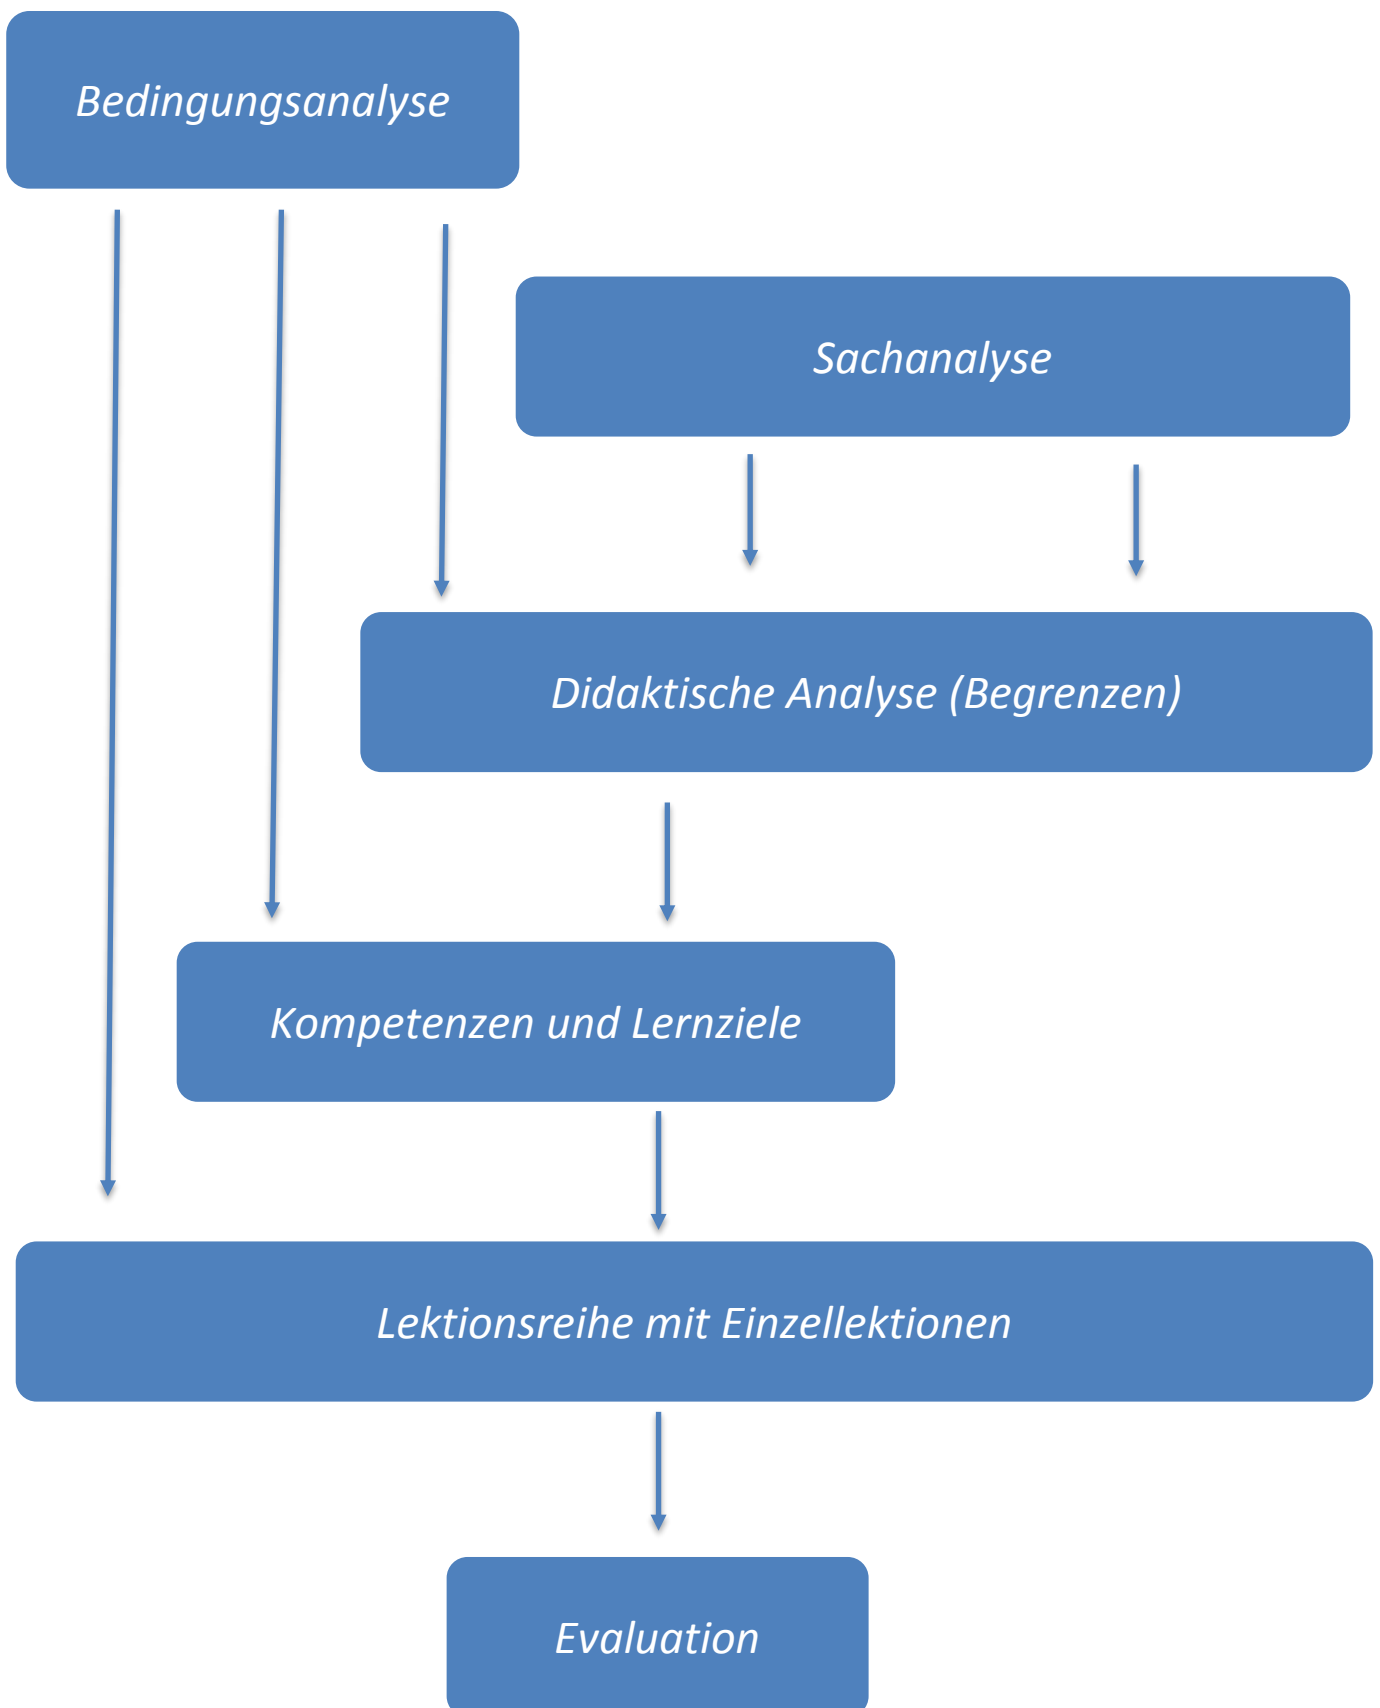 Bedingungsanalyse
Sachanalyse
Didaktische Analyse (Begrenzen)
Kompetenzen und Lernziele
Lektionsreihe mit Einzellektionen
Evaluation